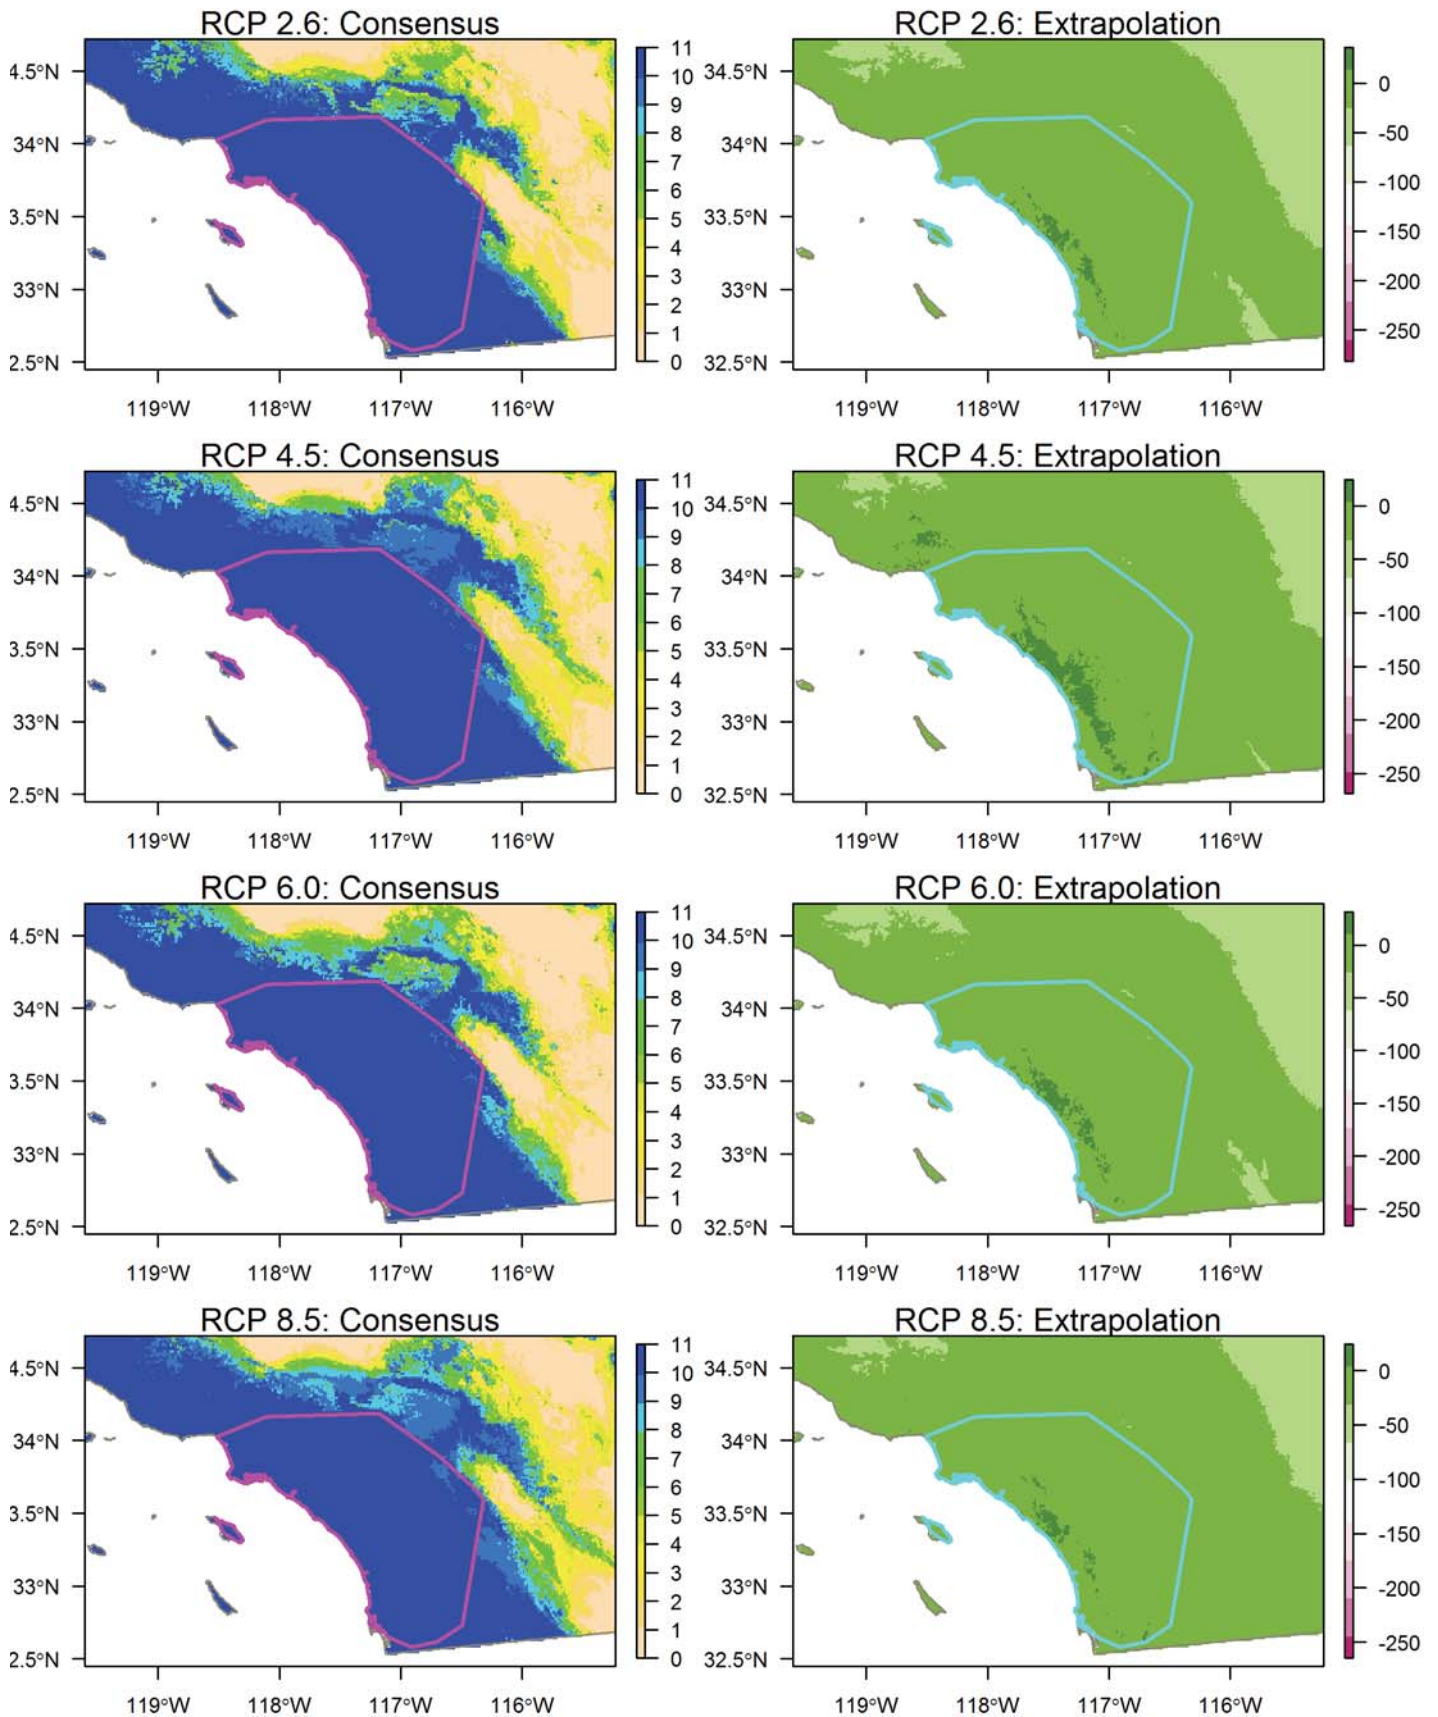 RCP 2.6: Consensus
4.5°N
34°N
3.5°N
33°N
2.5°N
119°W 118°W 117°W 116°W
11
10
9
8
7
6
5
4
3
2
1
0
RCP 2.6: Extrapolation
34.5°N
34°N
33.5°N
33°N
32.5°N
119°W 118°W 117°W 116°W
0
-50
-100
-150
-200
-250
RCP 4.5: Consensus
4.5°N
34°N
3.5°N
33°N
2.5°N
119°W 118°W 117°W 116°W
11
10
9
8
7
6
5
4
3
2
1
0
RCP 4.5: Extrapolation
34.5°N
34°N
33.5°N
33°N
32.5°N
119°W 118°W 117°W 116°W
0
-50
-100
-150
-200
-250
RCP 6.0: Consensus
4.5°N
34°N
3.5°N
33°N
2.5°N
119°W 118°W 117°W 116°W
11
10
9
8
7
6
5
4
3
2
1
0
RCP 6.0: Extrapolation
34.5°N
34°N
33.5°N
33°N
32.5°N
119°W 118°W 117°W 116°W
0
-50
-100
-150
-200
-250
RCP 8.5: Consensus
4.5°N
34°N
3.5°N
33°N
2.5°N
119°W 118°W 117°W 116°W
11
10
9
8
7
6
5
4
3
2
1
0
RCP 8.5: Extrapolation
34.5°N
34°N
33.5°N
33°N
32.5°N
119°W 118°W 117°W 116°W
0
-50
-100
-150
-200
-250